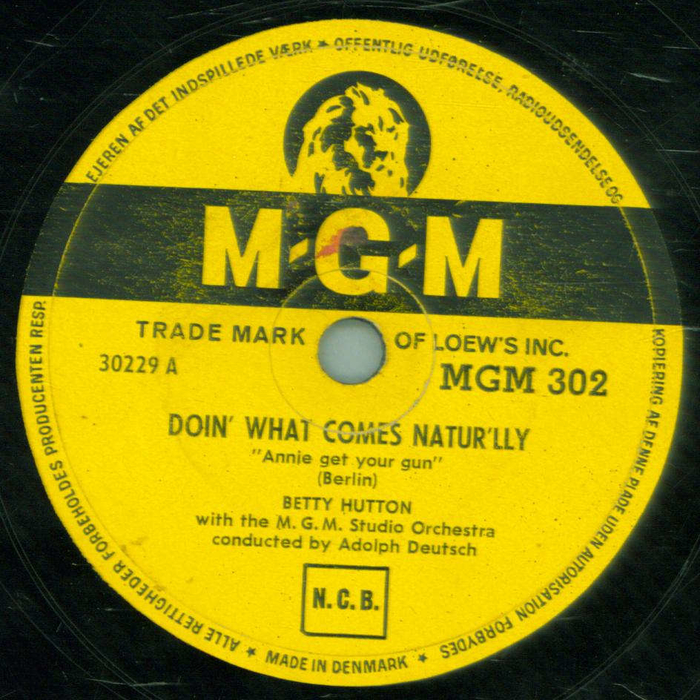 ALLE RETTIGHEDER FORBEHOLDES PRODUCENTEN RESP. EJEREN AF DET INDSPILLEDE VÆRK ★ OFFENTLIG UDFØRELSE, RADIOUDSENDELSE OG KOPIERING AF DENNE PLADE UDEN AUTORISATION FORBYDES
M-G-M
TRADE MARK OF LOEW'S INC.
30229 A
MGM 302
DOIN' WHAT COMES NATUR'LLY
"Annie get your gun"
(Berlin)
BETTY HUTTON
with the M. G. M. Studio Orchestra
conducted by Adolph Deutsch
N. C. B.
★ MADE IN DENMARK ★